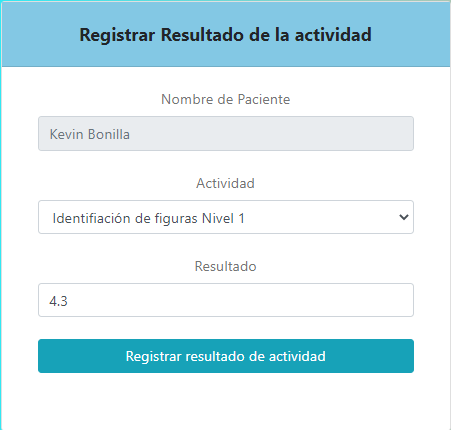 Registrar Resultado de la actividad
Nombre de Paciente
Kevin Bonilla
Actividad
Identifiación de figuras Nivel 1
Resultado
4.3
Registrar resultado de actividad